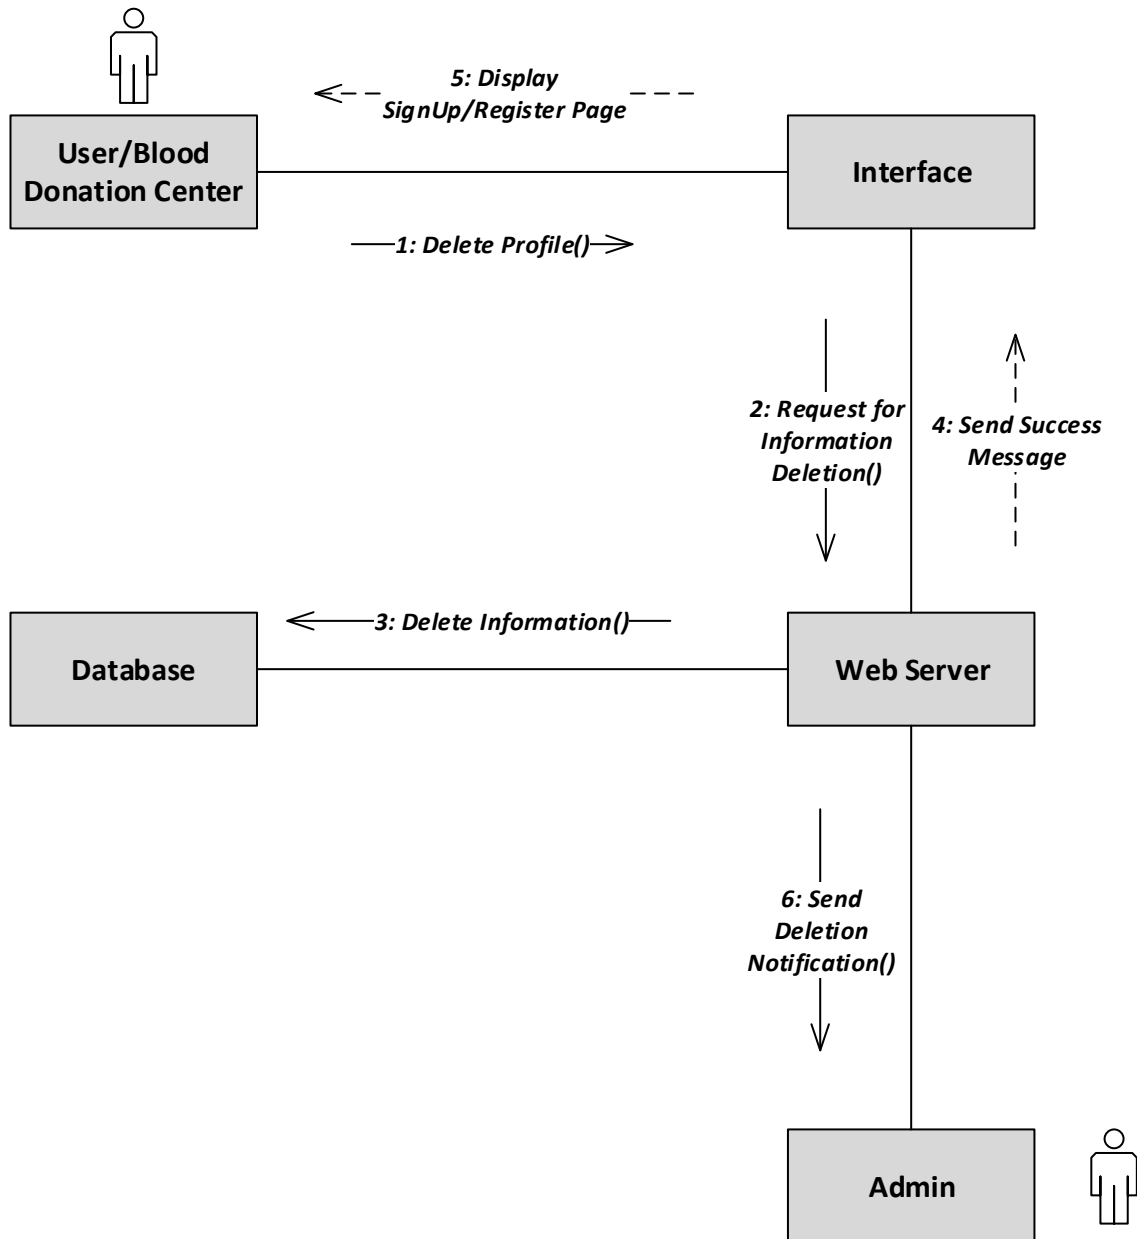 5: Display
SignUp/Register Page
User/Blood
Donation Center
Interface
1: Delete Profile()
2: Request for
Information
Deletion()
4: Send Success
Message
3: Delete Information()
Database
Web Server
6: Send
Deletion
Notification()
Admin